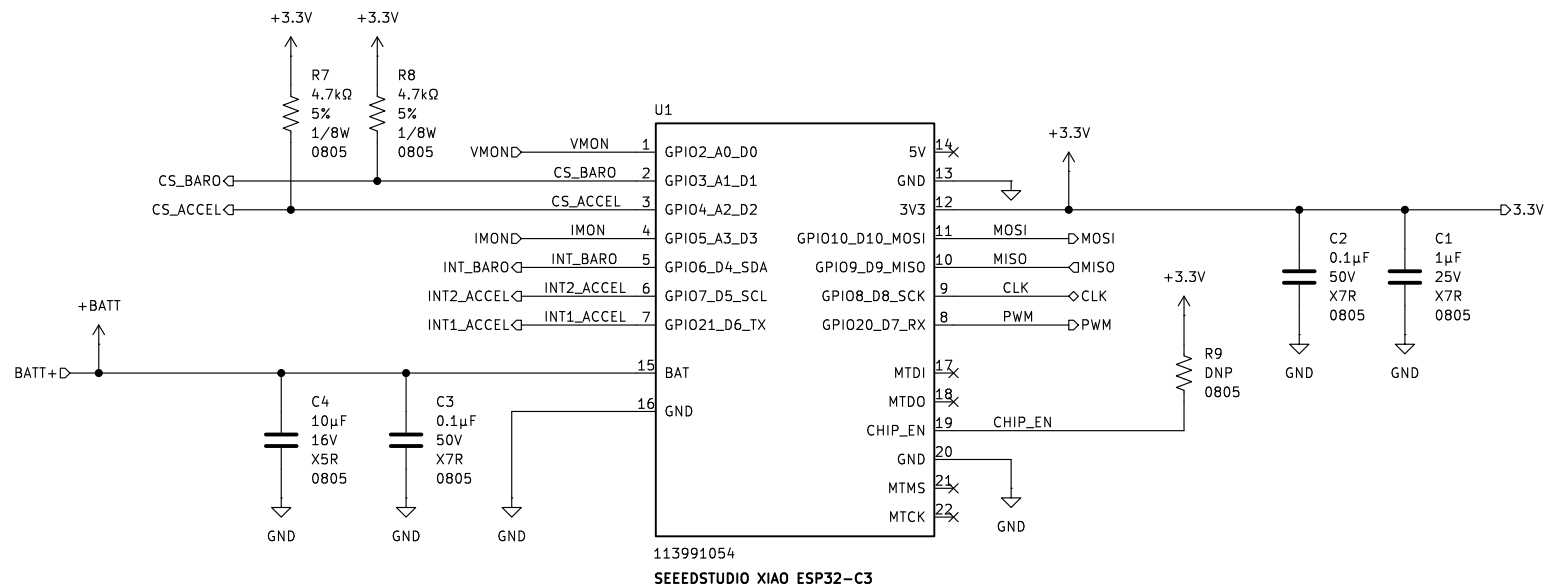 +3.3V
+3.3V
R7
4.7kΩ
5%
1/8W
0805
R8
4.7kΩ
5%
1/8W
0805
U1
VMON
VMON
1
GPIO2_A0_D0
CS_BARO
CS_BARO
2
GPIO3_A1_D1
CS_ACCEL
CS_ACCEL
3
GPIO4_A2_D2
IMON
IMON
4
GPIO5_A3_D3
INT_BARO
INT_BARO
5
GPIO6_D4_SDA
INT2_ACCEL
INT2_ACCEL
6
GPIO7_D5_SCL
INT1_ACCEL
INT1_ACCEL
7
GPIO21_D6_TX
+BATT
BATT+
15
BAT
16
GND
C4
10µF
16V
X5R
0805
C3
0.1µF
50V
X7R
0805
GND
GND
GND
5V
14
GND
13
3V3
12
+3.3V
3.3V
GPIO10_D10_MOSI
11
MOSI
MOSI
GPIO9_D9_MISO
10
MISO
MISO
GPIO8_D8_SCK
9
CLK
CLK
GPIO20_D7_RX
8
PWM
PWM
MTDI
17
MTDO
18
CHIP_EN
19
CHIP_EN
GND
20
MTMS
21
MTCK
22
GND
+3.3V
R9
DNP
0805
C2
0.1µF
50V
X7R
0805
GND
C1
1µF
25V
X7R
0805
GND
113991054
SEEEDSTUDIO XIAO ESP32-C3